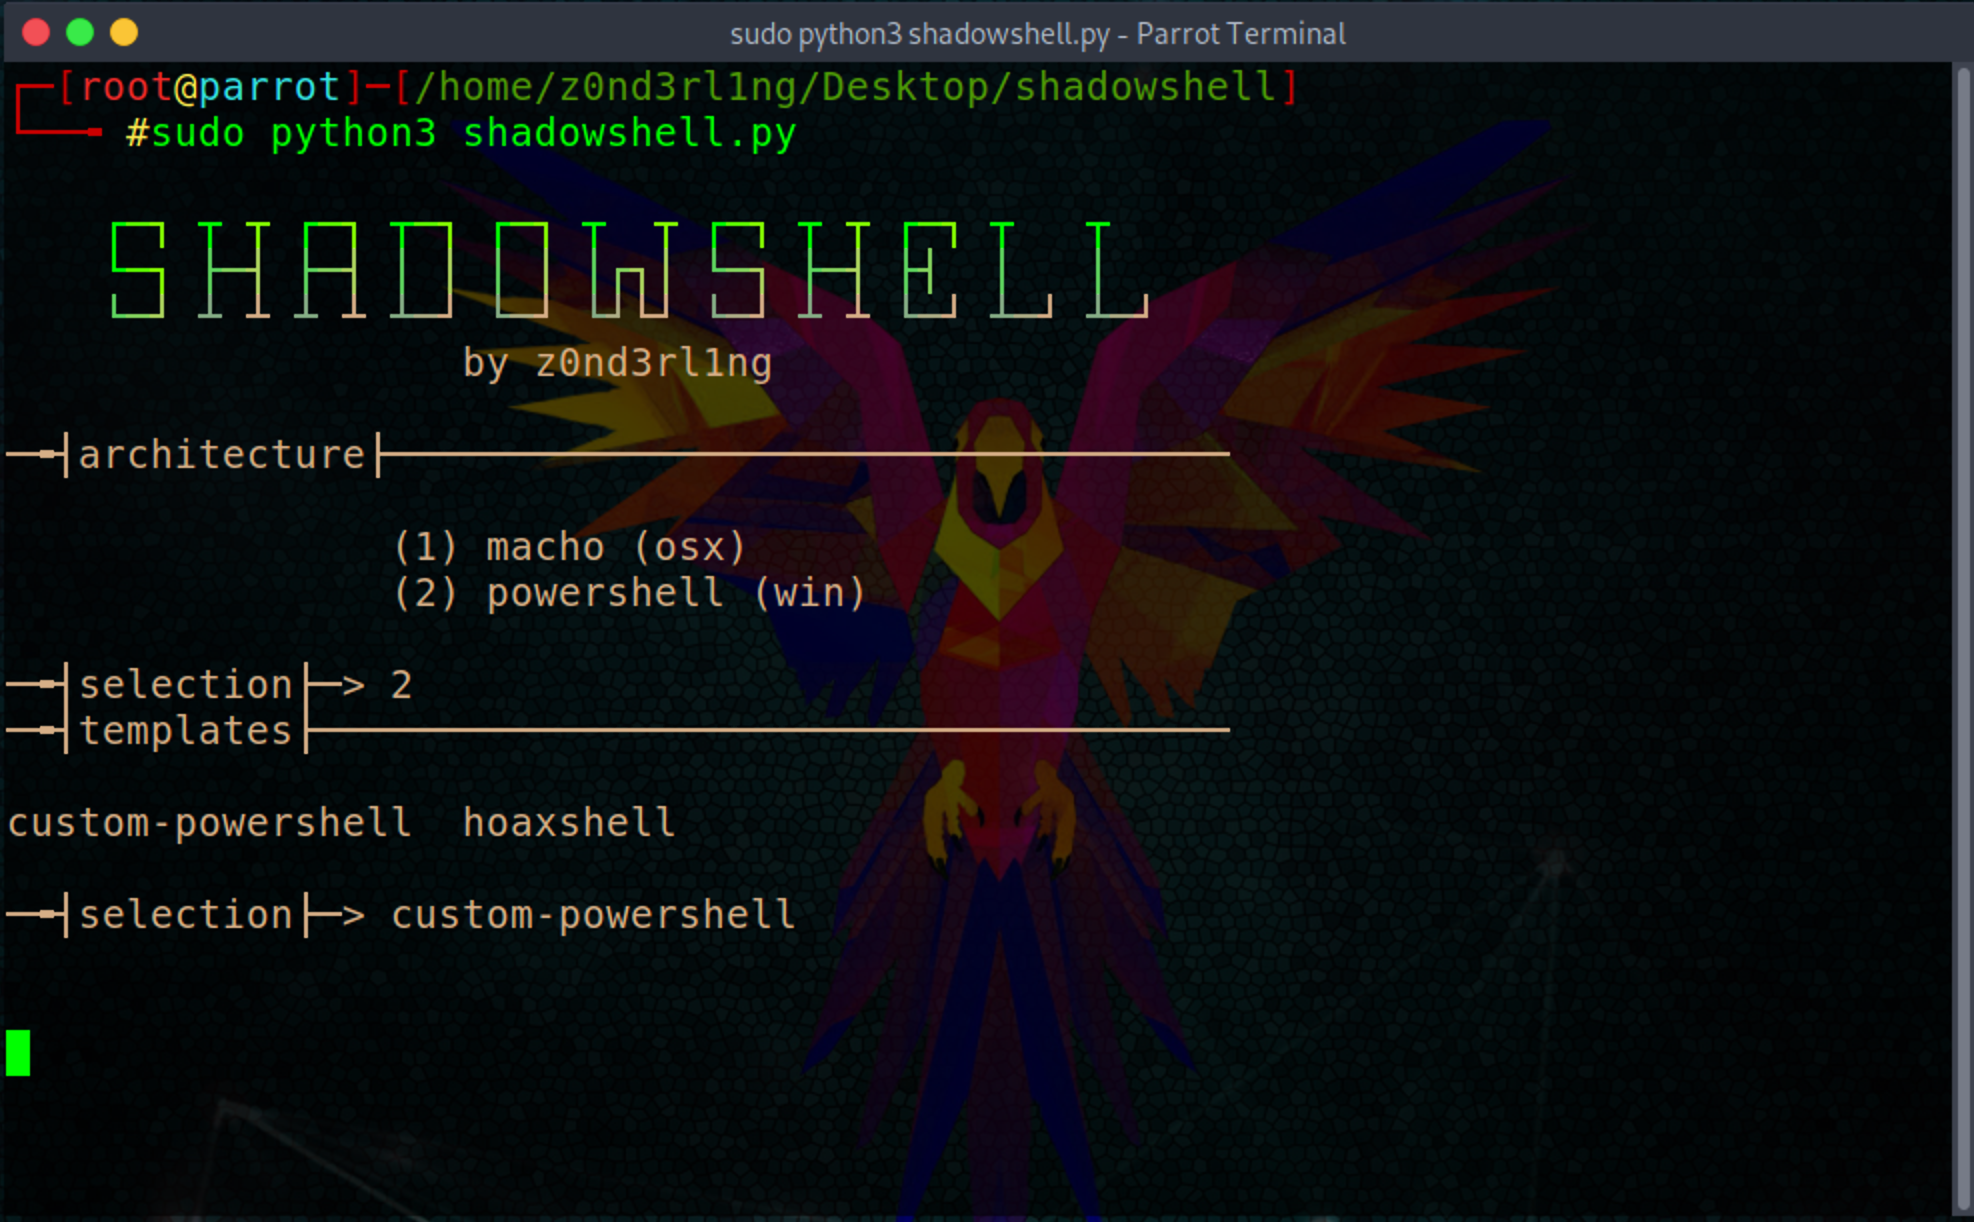 sudo python3 shadowshell.py - Parrot Terminal
[root@parrot]─[/home/z0nd3rl1ng/Desktop/shadowshell]
#sudo python3 shadowshell.py
SHADOWSHELL
by z0nd3rl1ng
architecture
(1) macho (osx)
(2) powershell (win)
selection > 2
templates
custom-powershell hoaxshell
selection > custom-powershell